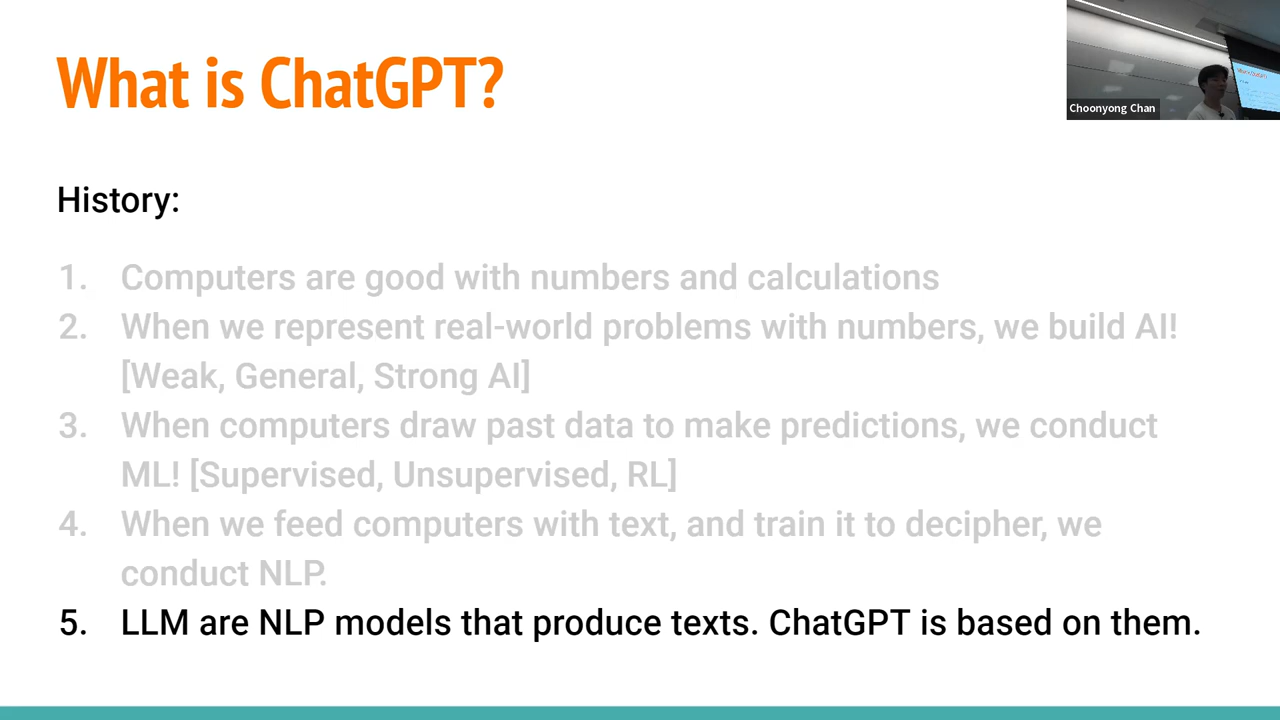 What is ChatGPT?
Choonyong Chan
History:
1. Computers are good with numbers and calculations
2. When we represent real-world problems with numbers, we build AI!
[Weak, General, Strong AI]
3. When computers draw past data to make predictions, we conduct
ML! [Supervised, Unsupervised, RL]
4. When we feed computers with text, and train it to decipher, we
conduct NLP.
5. LLM are NLP models that produce texts. ChatGPT is based on them.